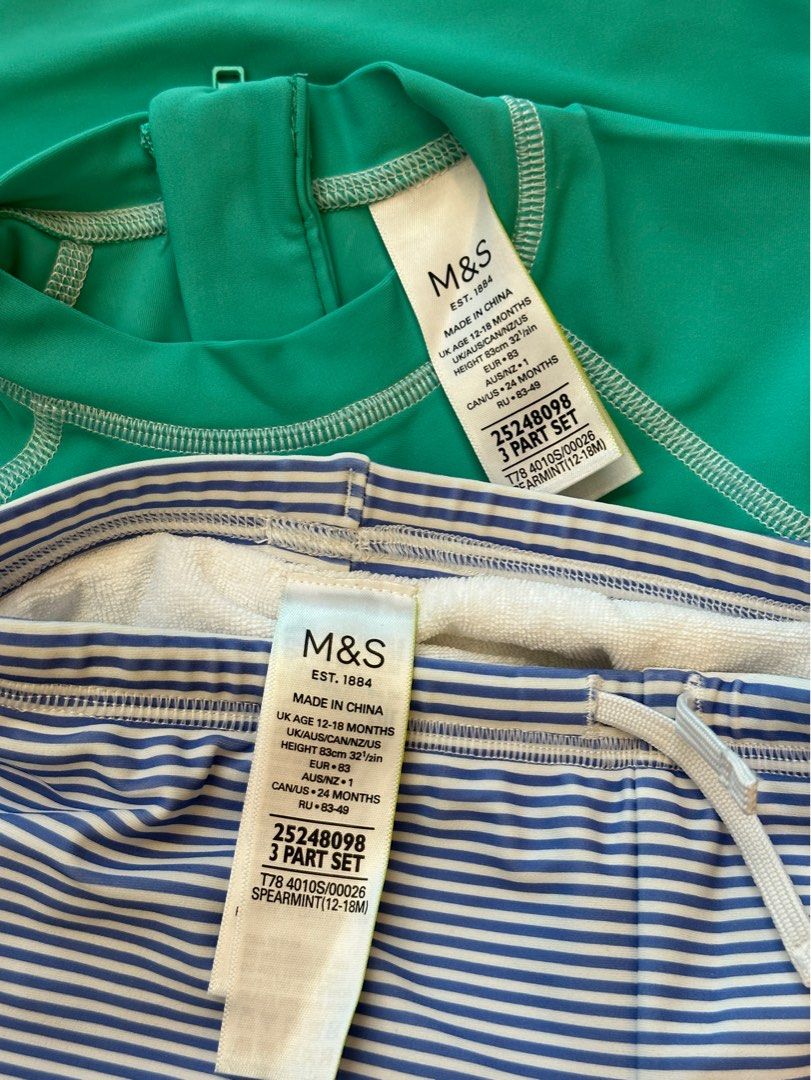 M&S
EST. 1884
MADE IN CHINA
UK AGE 12-18 MONTHS
UK/AUS/CAN/NZ/US
HEIGHT 83cm 32½in
EUR • 83
AUS/NZ • 1
CAN/US • 24 MONTHS
RU • 83-49
25248098
3 PART SET
T78 4010S/00026
SPEARMINT(12-18M)
M&S
EST. 1884
MADE IN CHINA
UK AGE 12-18 MONTHS
UK/AUS/CAN/NZ/US
HEIGHT 83cm 32½in
EUR • 83
AUS/NZ • 1
CAN/US • 24 MONTHS
RU • 83-49
25248098
3 PART SET
T78 4010S/00026
SPEARMINT(12-18M)